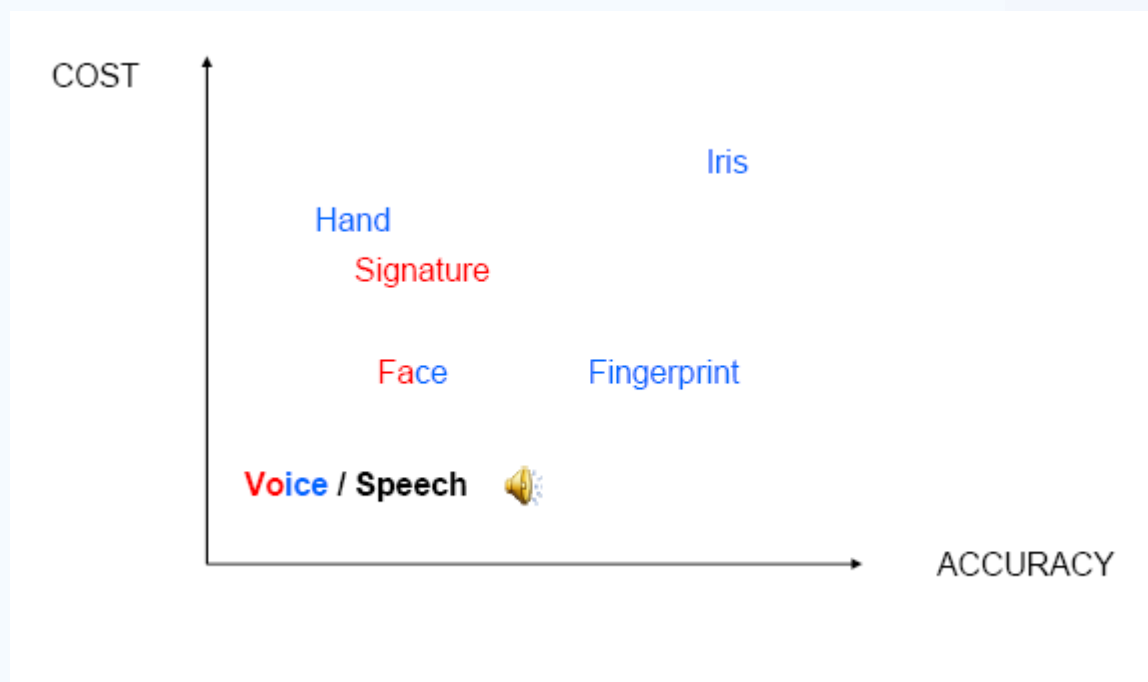 COST
Iris
Hand
Signature
Face
Fingerprint
Voice / Speech
ACCURACY